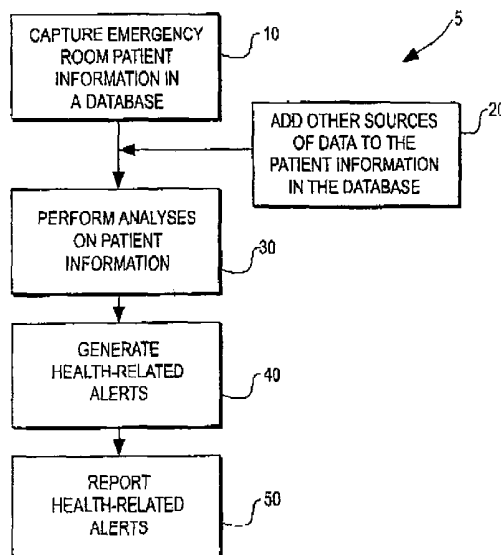 CAPTURE EMERGENCY
ROOM PATIENT
INFORMATION IN
A DATABASE
10
5
20
ADD OTHER SOURCES
OF DATA TO THE
PATIENT INFORMATION
IN THE DATABASE
PERFORM ANALYSES
ON PATIENT
INFORMATION
30
GENERATE
HEALTH-RELATED
ALERTS
40
REPORT
HEALTH-RELATED
ALERTS
50